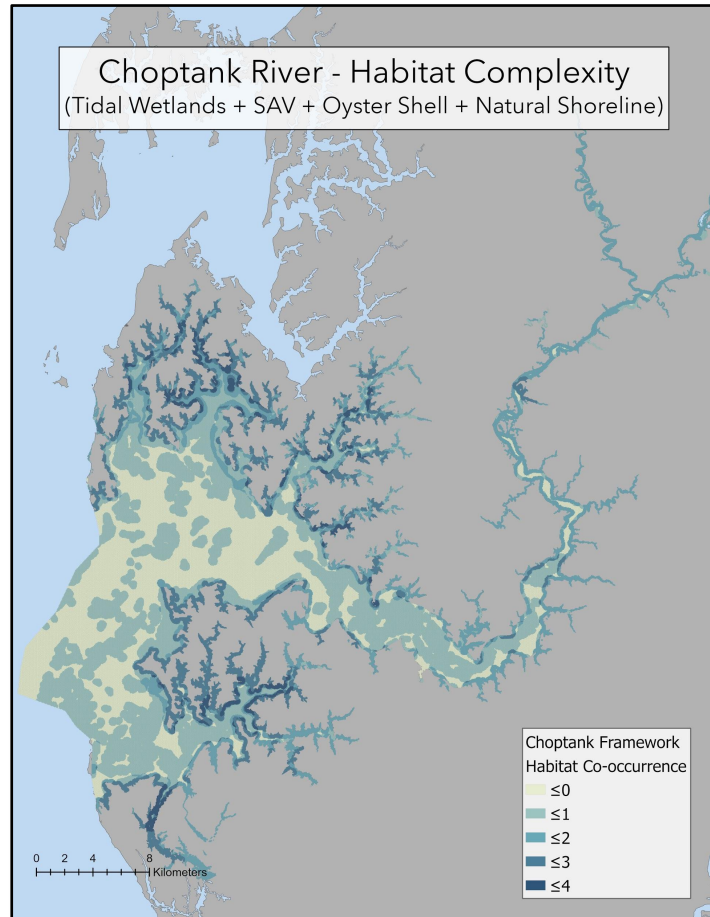 Choptank River - Habitat Complexity
(Tidal Wetlands + SAV + Oyster Shell + Natural Shoreline)
Choptank Framework
Habitat Co-occurrence
≤0
≤1
≤2
≤3
≤4
0 2 4 8
Kilometers